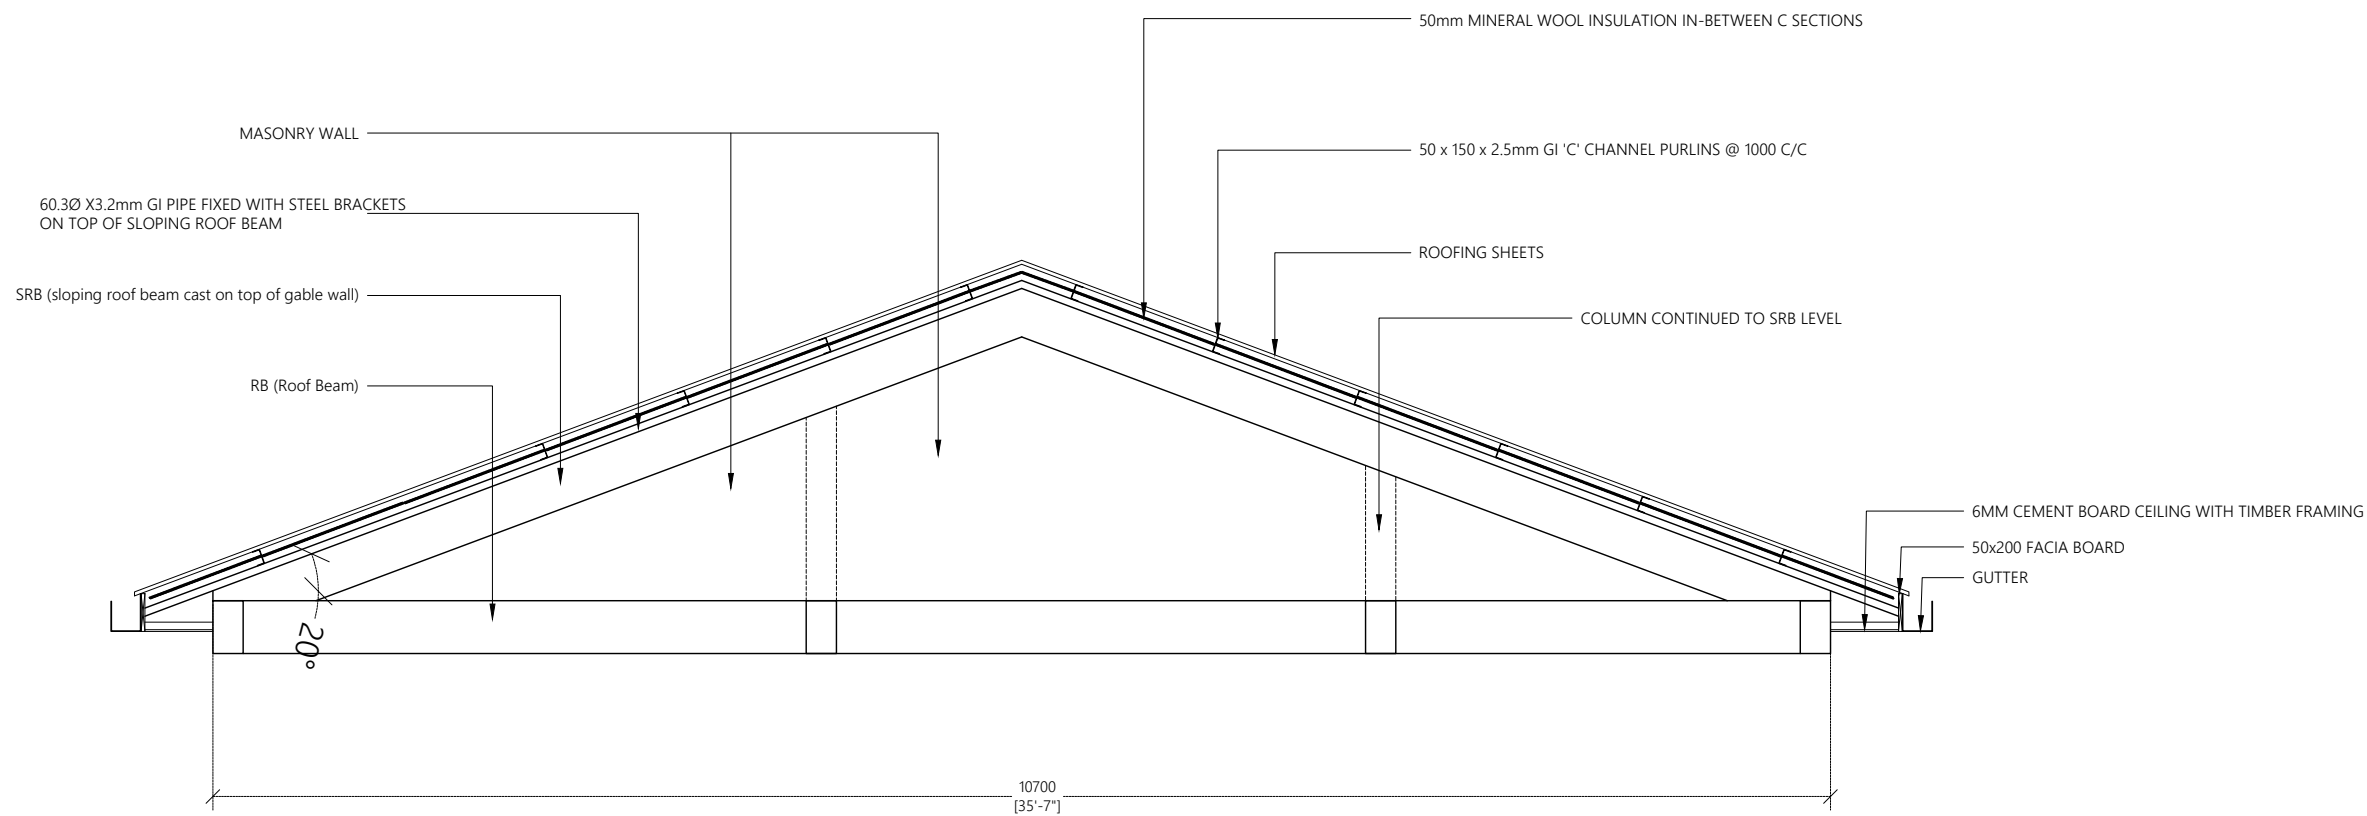 50mm MINERAL WOOL INSULATION IN-BETWEEN C SECTIONS
MASONRY WALL
50 x 150 x 2.5mm GI 'C' CHANNEL PURLINS @ 1000 C/C
60.3Ø X3.2mm GI PIPE FIXED WITH STEEL BRACKETS
ON TOP OF SLOPING ROOF BEAM
ROOFING SHEETS
SRB (sloping roof beam cast on top of gable wall)
COLUMN CONTINUED TO SRB LEVEL
RB (Roof Beam)
6MM CEMENT BOARD CEILING WITH TIMBER FRAMING
50x200 FACIA BOARD
GUTTER
20°
10700
[35'-7"]